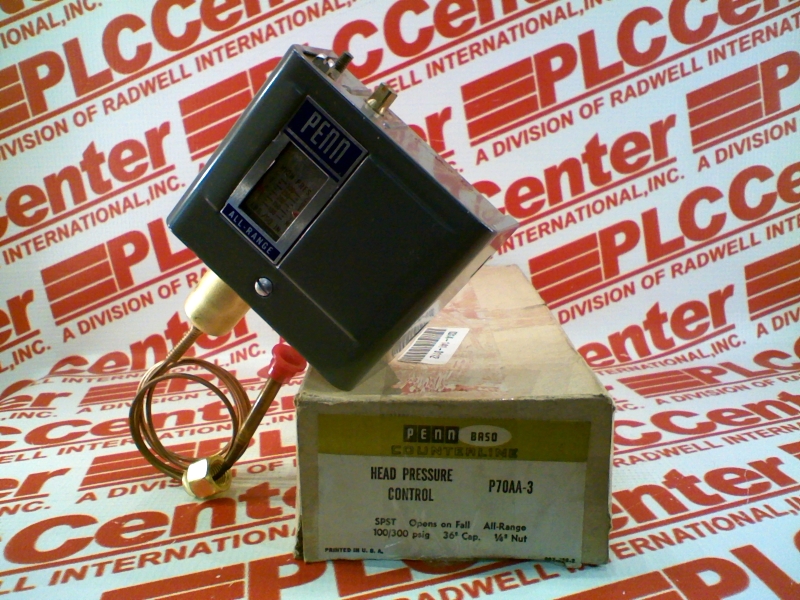 PLCCenter
A DIVISION OF RADWELL INTERNATIONAL, INC.
PENN
ALL-RANGE
PENN BASO
COUNTERLINE
HEAD PRESSURE
CONTROL
P70AA-3
SPST Opens on Fall All-Range
100/300 psig 36" Cap. ¼" Nut
PRINTED IN U.S.A.